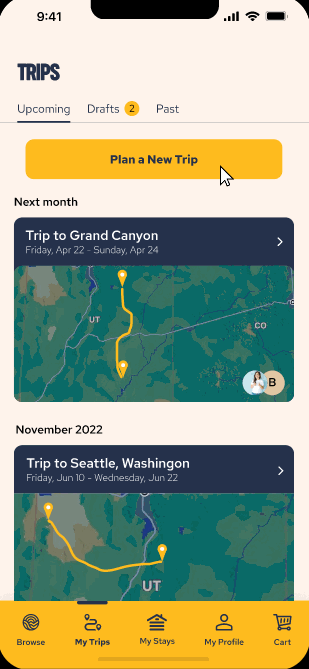 9:41
TRIPS
Upcoming Drafts 2 Past
Plan a New Trip
Next month
Trip to Grand Canyon
Friday, Apr 22 - Sunday, Apr 24
UT
CO
B
November 2022
Trip to Seattle, Washingon
Friday, Jun 10 - Wednesday, Jun 22
UT
Browse My Trips My Stays My Profile Cart